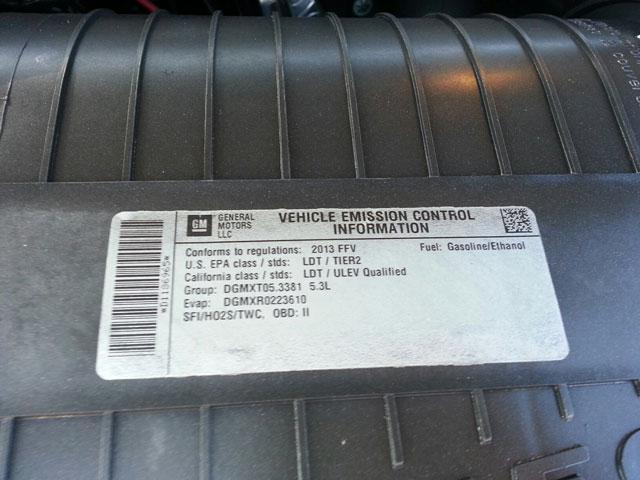 GM
GENERAL
MOTORS
LLC
VEHICLE EMISSION CONTROL
INFORMATION
Conforms to regulations: 2013 FFV Fuel: Gasoline/Ethanol
U.S. EPA class / stds: LDT / TIER2
California class / stds: LDT / ULEV Qualified
Group: DGMXT05.3381 5.3L
Evap: DGMXR0223610
SFI/HO2S/TWC, OBD: II